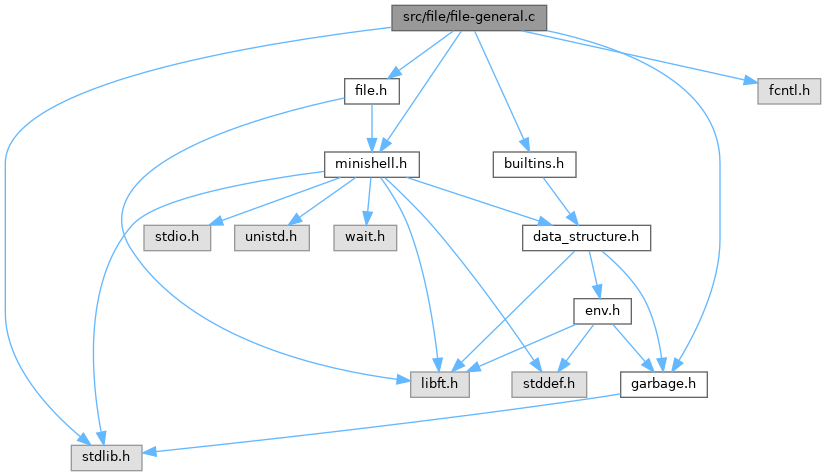 src/file/file-general.c
file.h
fcntl.h
minishell.h
builtins.h
stdio.h
unistd.h
wait.h
data_structure.h
env.h
libft.h
stddef.h
garbage.h
stdlib.h